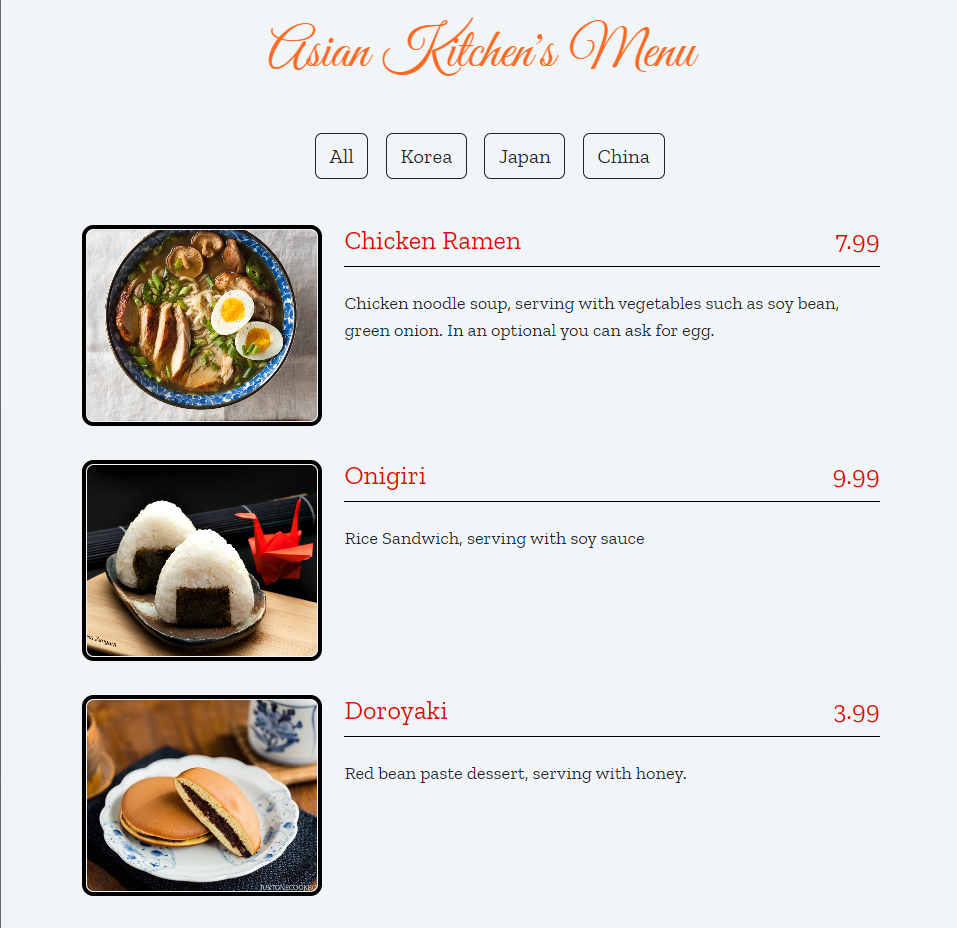 Asian Kitchen's Menu
All Korea Japan China
Chicken Ramen 7.99
Chicken noodle soup, serving with vegetables such as soy bean,
green onion. In an optional you can ask for egg.
Onigiri 9.99
Rice Sandwich, serving with soy sauce
Doroyaki 3.99
Red bean paste dessert, serving with honey.